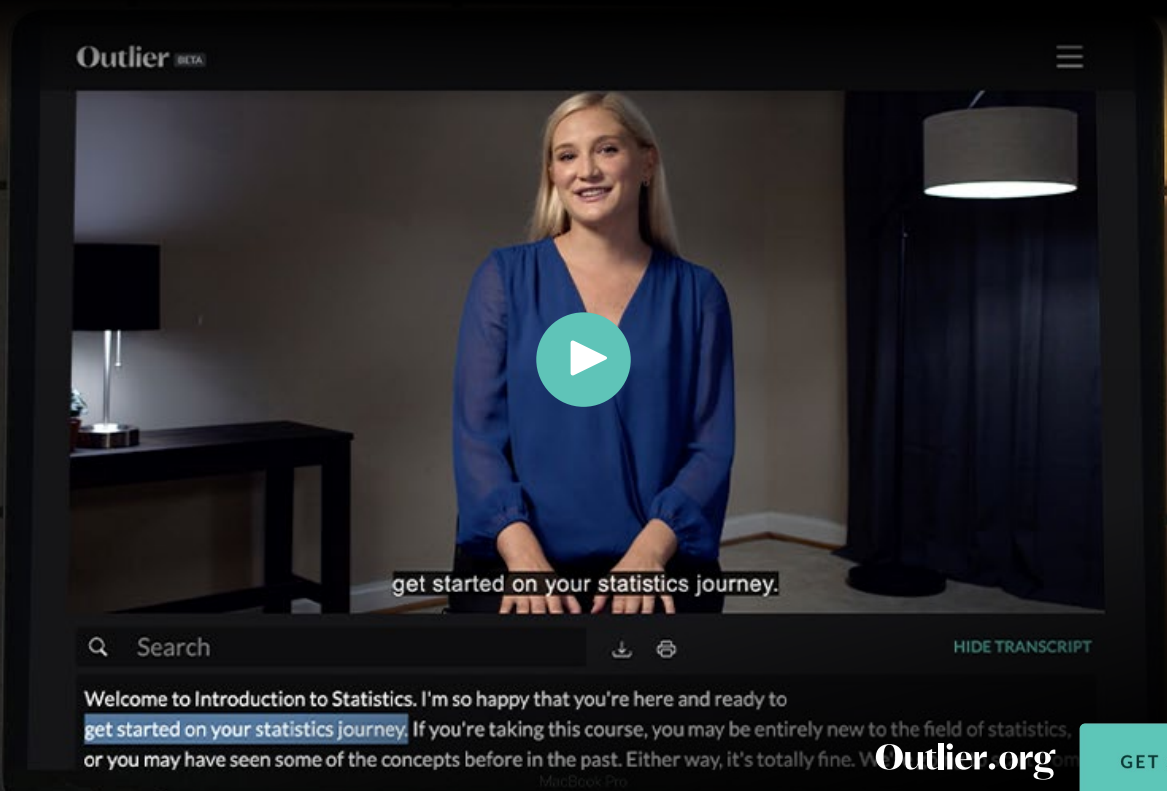 Outlier BETA
get started on your statistics journey.
Search
HIDE TRANSCRIPT
Welcome to Introduction to Statistics. I'm so happy that you're here and ready to
get started on your statistics journey. If you're taking this course, you may be entirely new to the field of statistics,
or you may have seen some of the concepts before in the past. Either way, it's totally fine.
Outlier.org
GET
MacBook Pro